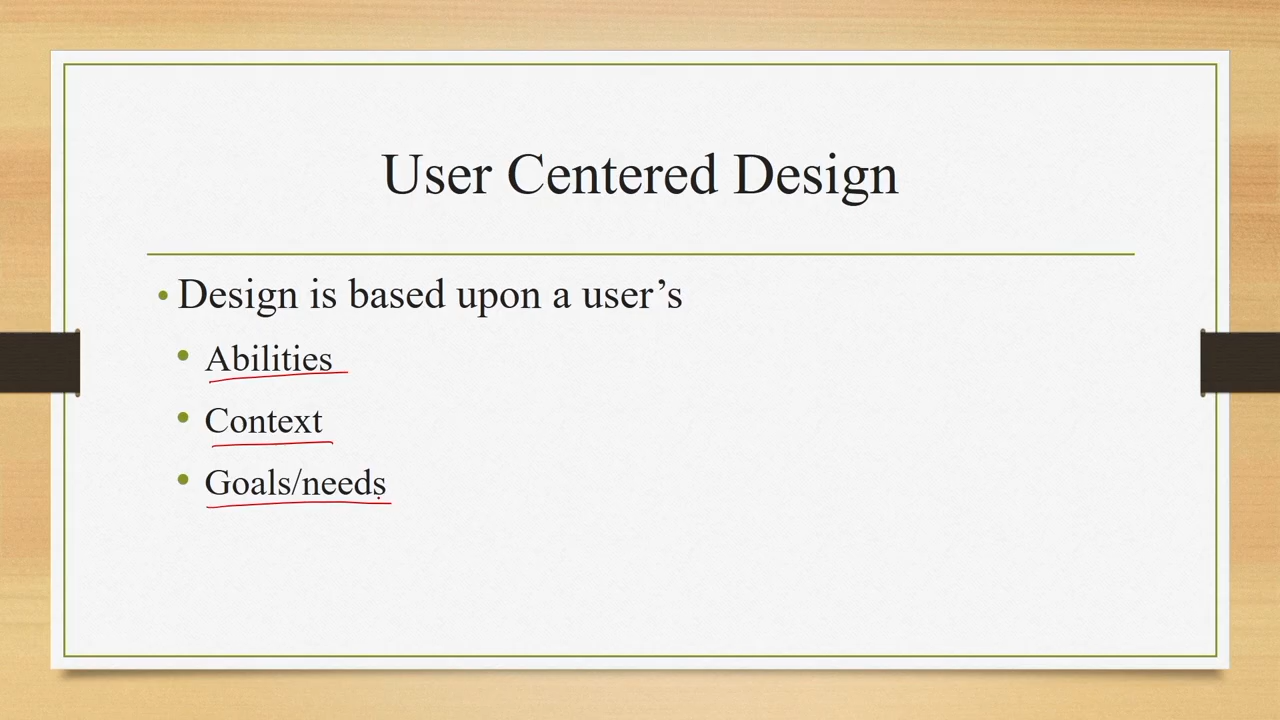 User Centered Design
Design is based upon a user’s
Abilities
Context
Goals/needs